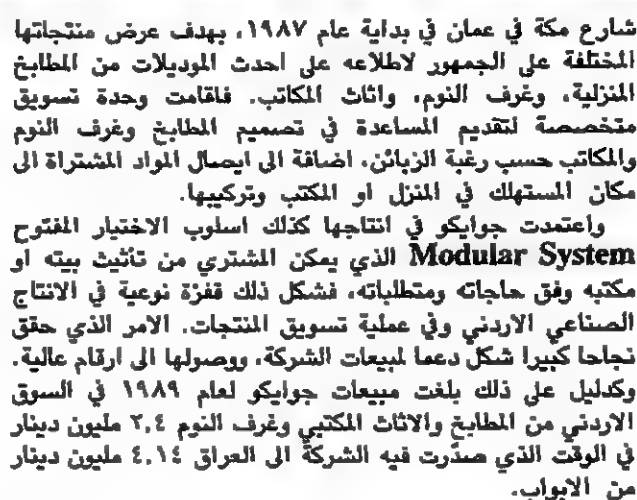 شارع مكة في عمان في بداية عام ١٩٨٧، بهدف عرض منتجاتها
المختلفة على الجمهور لاطلاعه على احدث الموديلات من المطابخ
المنزلية، وغرف النوم، واثاث المكاتب. فاقامت وحدة تسويق
متخصصة لتقديم المساعدة في تصميم المطابخ وغرف النوم
والمكاتب حسب رغبة الزبائن، اضافة الى ايصال المواد المشتراة الى
مكان المستهلك في المنزل او المكتب وتركيبها.
واعتمدت جوايكو في انتاجها كذلك اسلوب الاختيار المفتوح
Modular System الذي يمكن المشتري من تأثيث بيته او
مكتبه وفق حاجاته ومتطلباته، فشكل ذلك قفزة نوعية في الانتاج
الصناعي الاردني وفي عملية تسويق المنتجات. الامر الذي حقق
نجاحا كبيرا شكل دعما لمبيعات الشركة، ووصولها الى ارقام عالية.
وكدليل على ذلك بلغت مبيعات جوايكو لعام ١٩٨٩ في السوق
الاردني من المطابخ والاثاث المكتبي وغرف النوم ٢,٤ مليون دينار
في الوقت الذي صدّرت فيه الشركة الى العراق ٤,١٤ مليون دينار
من الابواب.